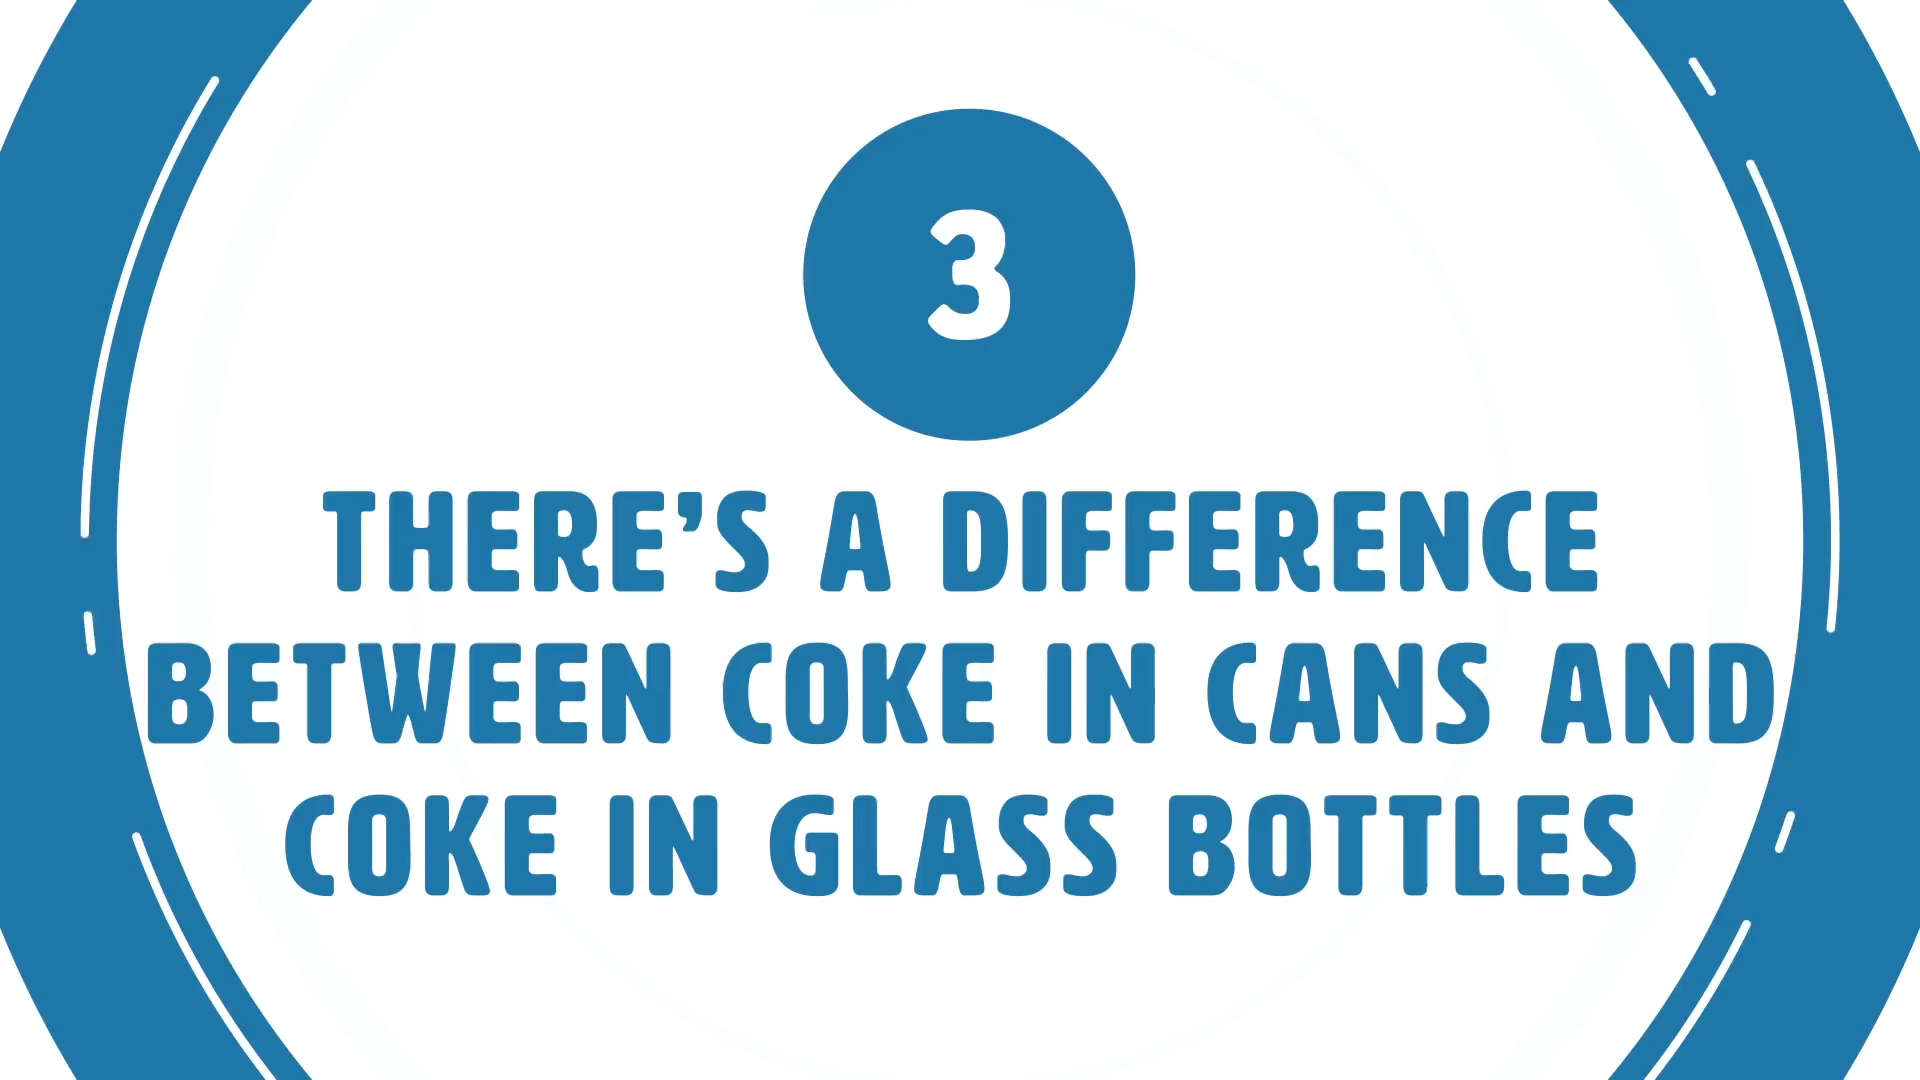 3
THERE’S A DIFFERENCE
BETWEEN COKE IN CANS AND
COKE IN GLASS BOTTLES